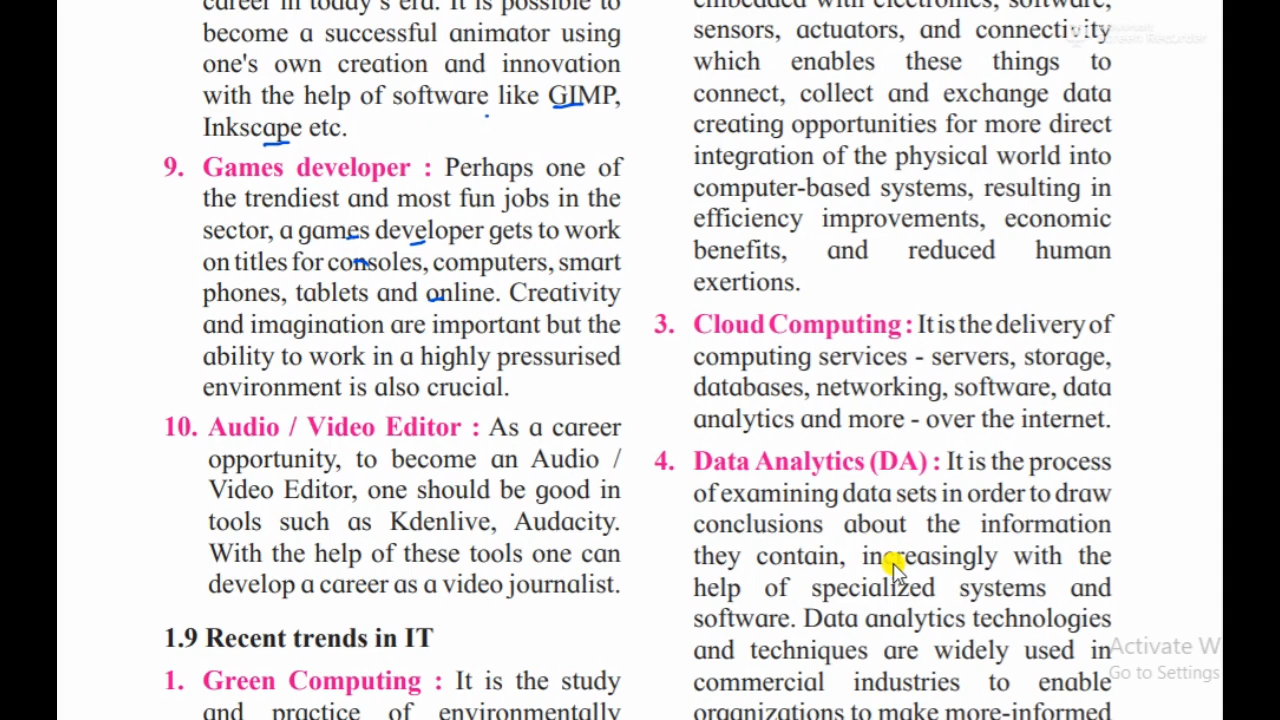 career in today's era. It is possible to
become a successful animator using
one's own creation and innovation
with the help of software like GIMP,
Inkscape etc.
9. Games developer : Perhaps one of
the trendiest and most fun jobs in the
sector, a games developer gets to work
on titles for consoles, computers, smart
phones, tablets and online. Creativity
and imagination are important but the
ability to work in a highly pressurised
environment is also crucial.
10. Audio / Video Editor : As a career
opportunity, to become an Audio /
Video Editor, one should be good in
tools such as Kdenlive, Audacity.
With the help of these tools one can
develop a career as a video journalist.
1.9 Recent trends in IT
1. Green Computing : It is the study
and practice of environmentally
embedded with electronics, software,
sensors, actuators, and connectivity
which enables these things to
connect, collect and exchange data
creating opportunities for more direct
integration of the physical world into
computer-based systems, resulting in
efficiency improvements, economic
benefits, and reduced human
exertions.
3. Cloud Computing : It is the delivery of
computing services - servers, storage,
databases, networking, software, data
analytics and more - over the internet.
4. Data Analytics (DA) : It is the process
of examining data sets in order to draw
conclusions about the information
they contain, increasingly with the
help of specialized systems and
software. Data analytics technologies
and techniques are widely used in
commercial industries to enable
organizations to make more-informed
Screen Recorder
Activate W
Go to Settings